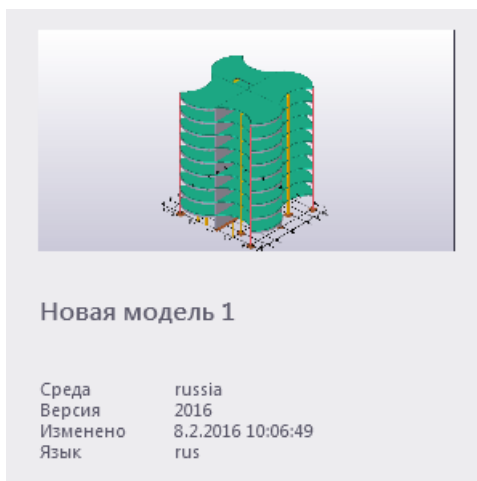 Новая модель 1
Среда russia
Версия 2016
Изменено 8.2.2016 10:06:49
Язык rus